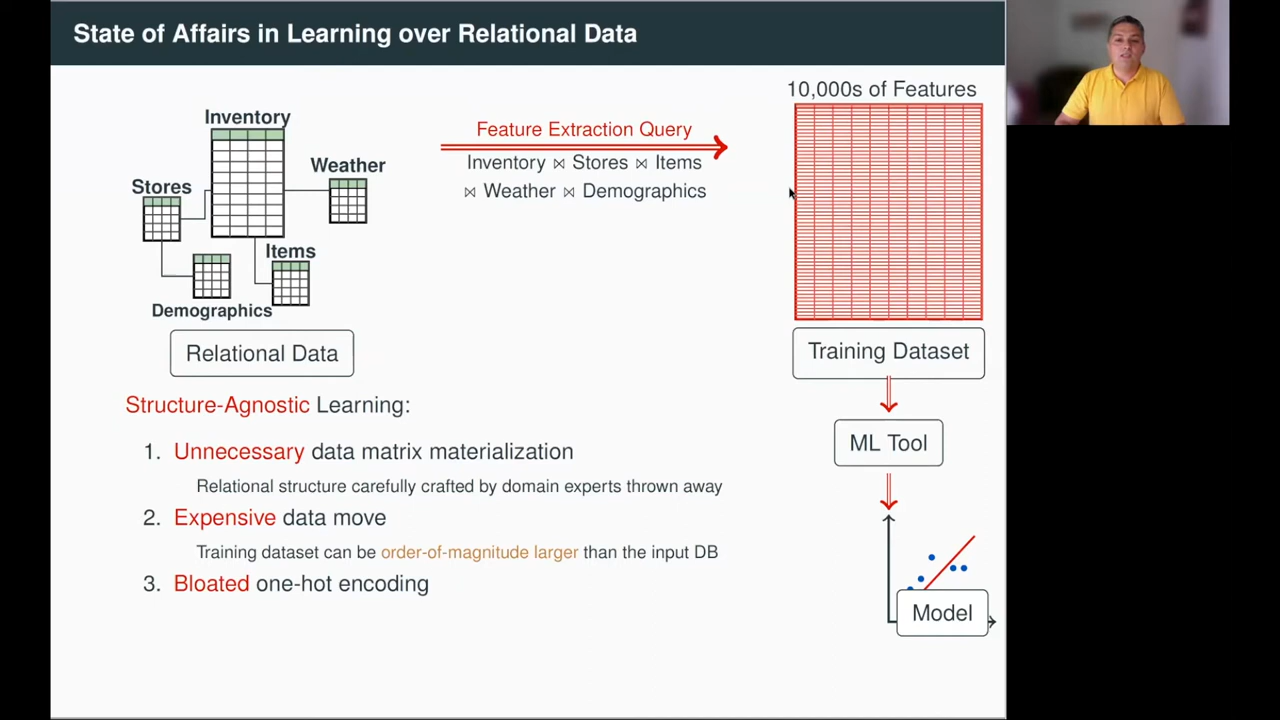 State of Affairs in Learning over Relational Data
Inventory
Weather
Stores
Items
Demographics
Relational Data
Feature Extraction Query
Inventory ⋈ Stores ⋈ Items
⋈ Weather ⋈ Demographics
10,000s of Features
Training Dataset
ML Tool
Model
Structure-Agnostic Learning:
1. Unnecessary data matrix materialization
Relational structure carefully crafted by domain experts thrown away
2. Expensive data move
Training dataset can be order-of-magnitude larger than the input DB
3. Bloated one-hot encoding